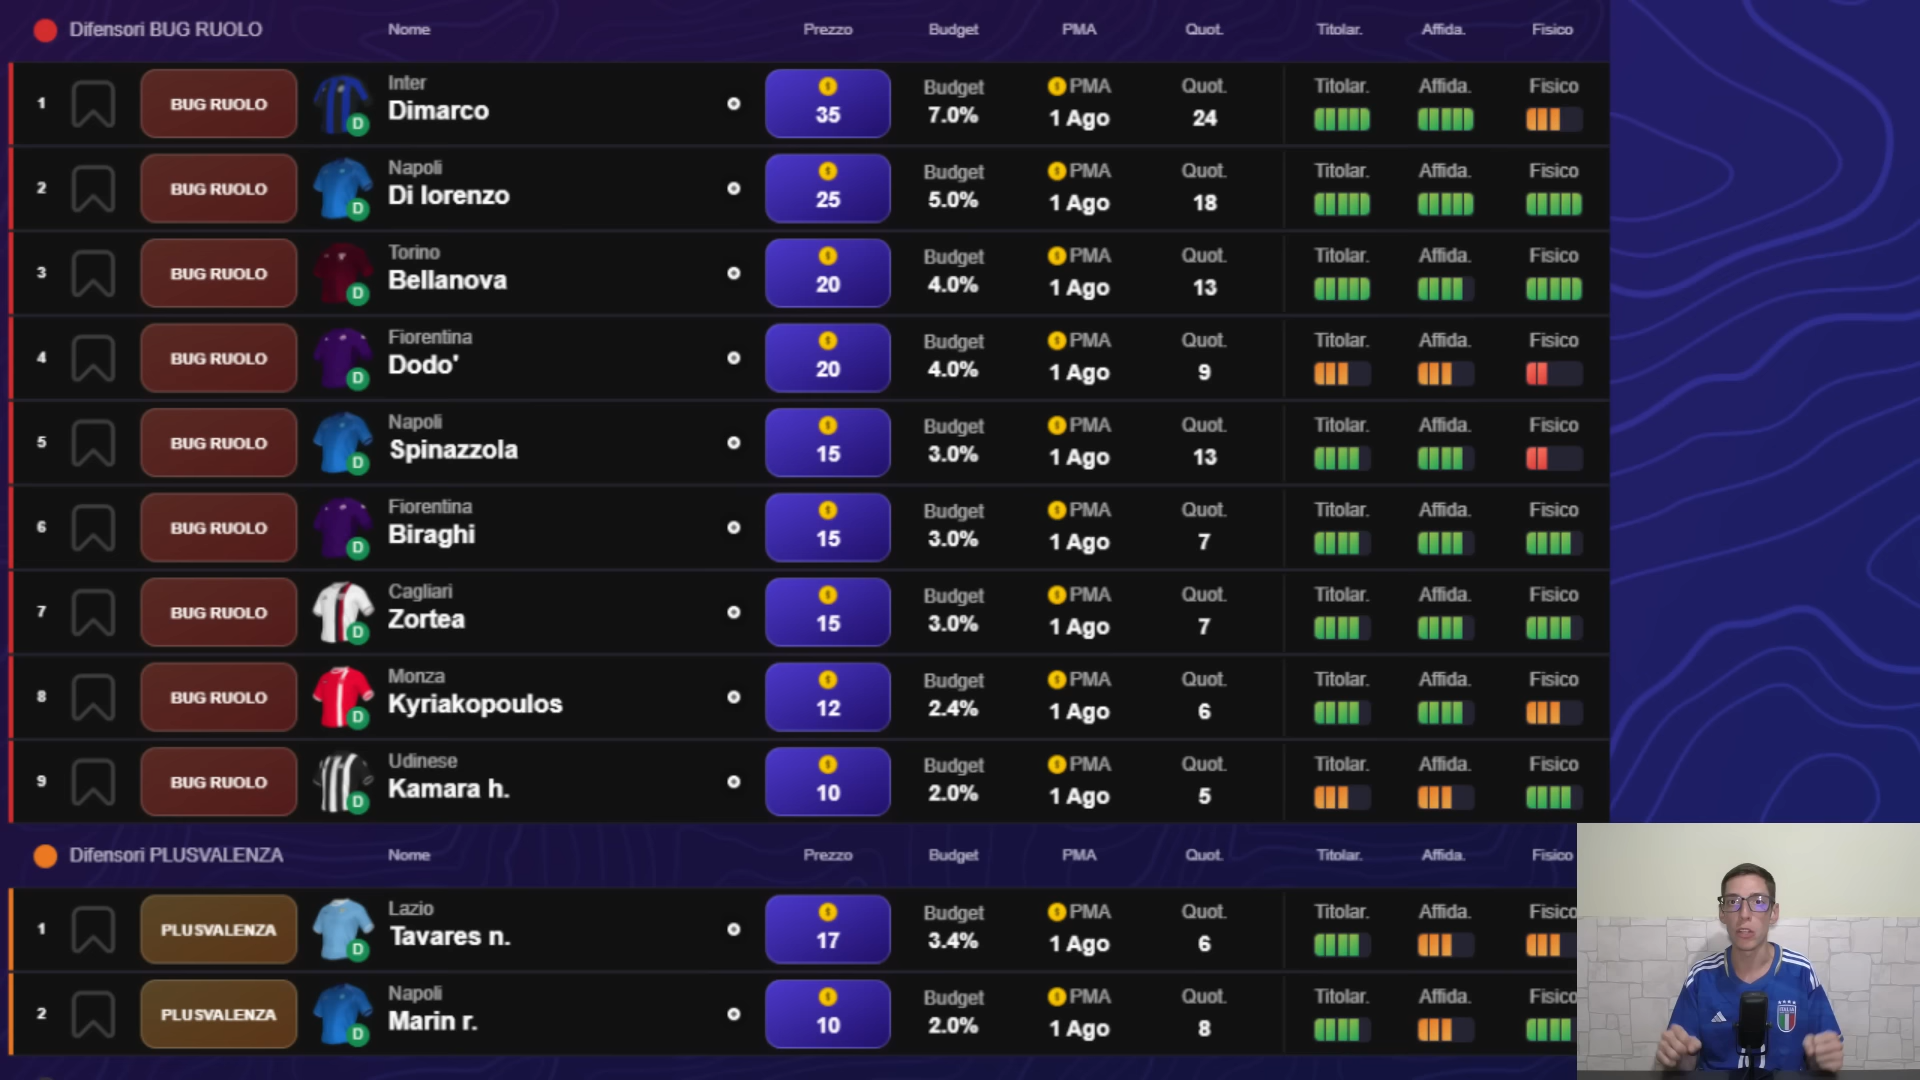 Difensori BUG RUOLO Nome Prezzo Budget PMA Quot. Titolar. Affida. Fisico
1 BUG RUOLO Inter Dimarco D 35 Budget 7.0% PMA 1 Ago Quot. 24 Titolar. Affida. Fisico
2 BUG RUOLO Napoli Di lorenzo D 25 Budget 5.0% PMA 1 Ago Quot. 18 Titolar. Affida. Fisico
3 BUG RUOLO Torino Bellanova D 20 Budget 4.0% PMA 1 Ago Quot. 13 Titolar. Affida. Fisico
4 BUG RUOLO Fiorentina Dodo' D 20 Budget 4.0% PMA 1 Ago Quot. 9 Titolar. Affida. Fisico
5 BUG RUOLO Napoli Spinazzola D 15 Budget 3.0% PMA 1 Ago Quot. 13 Titolar. Affida. Fisico
6 BUG RUOLO Fiorentina Biraghi D 15 Budget 3.0% PMA 1 Ago Quot. 7 Titolar. Affida. Fisico
7 BUG RUOLO Cagliari Zortea D 15 Budget 3.0% PMA 1 Ago Quot. 7 Titolar. Affida. Fisico
8 BUG RUOLO Monza Kyriakopoulos D 12 Budget 2.4% PMA 1 Ago Quot. 6 Titolar. Affida. Fisico
9 BUG RUOLO Udinese Kamara h. D 10 Budget 2.0% PMA 1 Ago Quot. 5 Titolar. Affida. Fisico
Difensori PLUSVALENZA Nome Prezzo Budget PMA Quot. Titolar. Affida. Fisico
1 PLUSVALENZA Lazio Tavares n. D 17 Budget 3.4% PMA 1 Ago Quot. 6 Titolar. Affida. Fisico
2 PLUSVALENZA Napoli Marin r. D 10 Budget 2.0% PMA 1 Ago Quot. 8 Titolar. Affida. Fisico